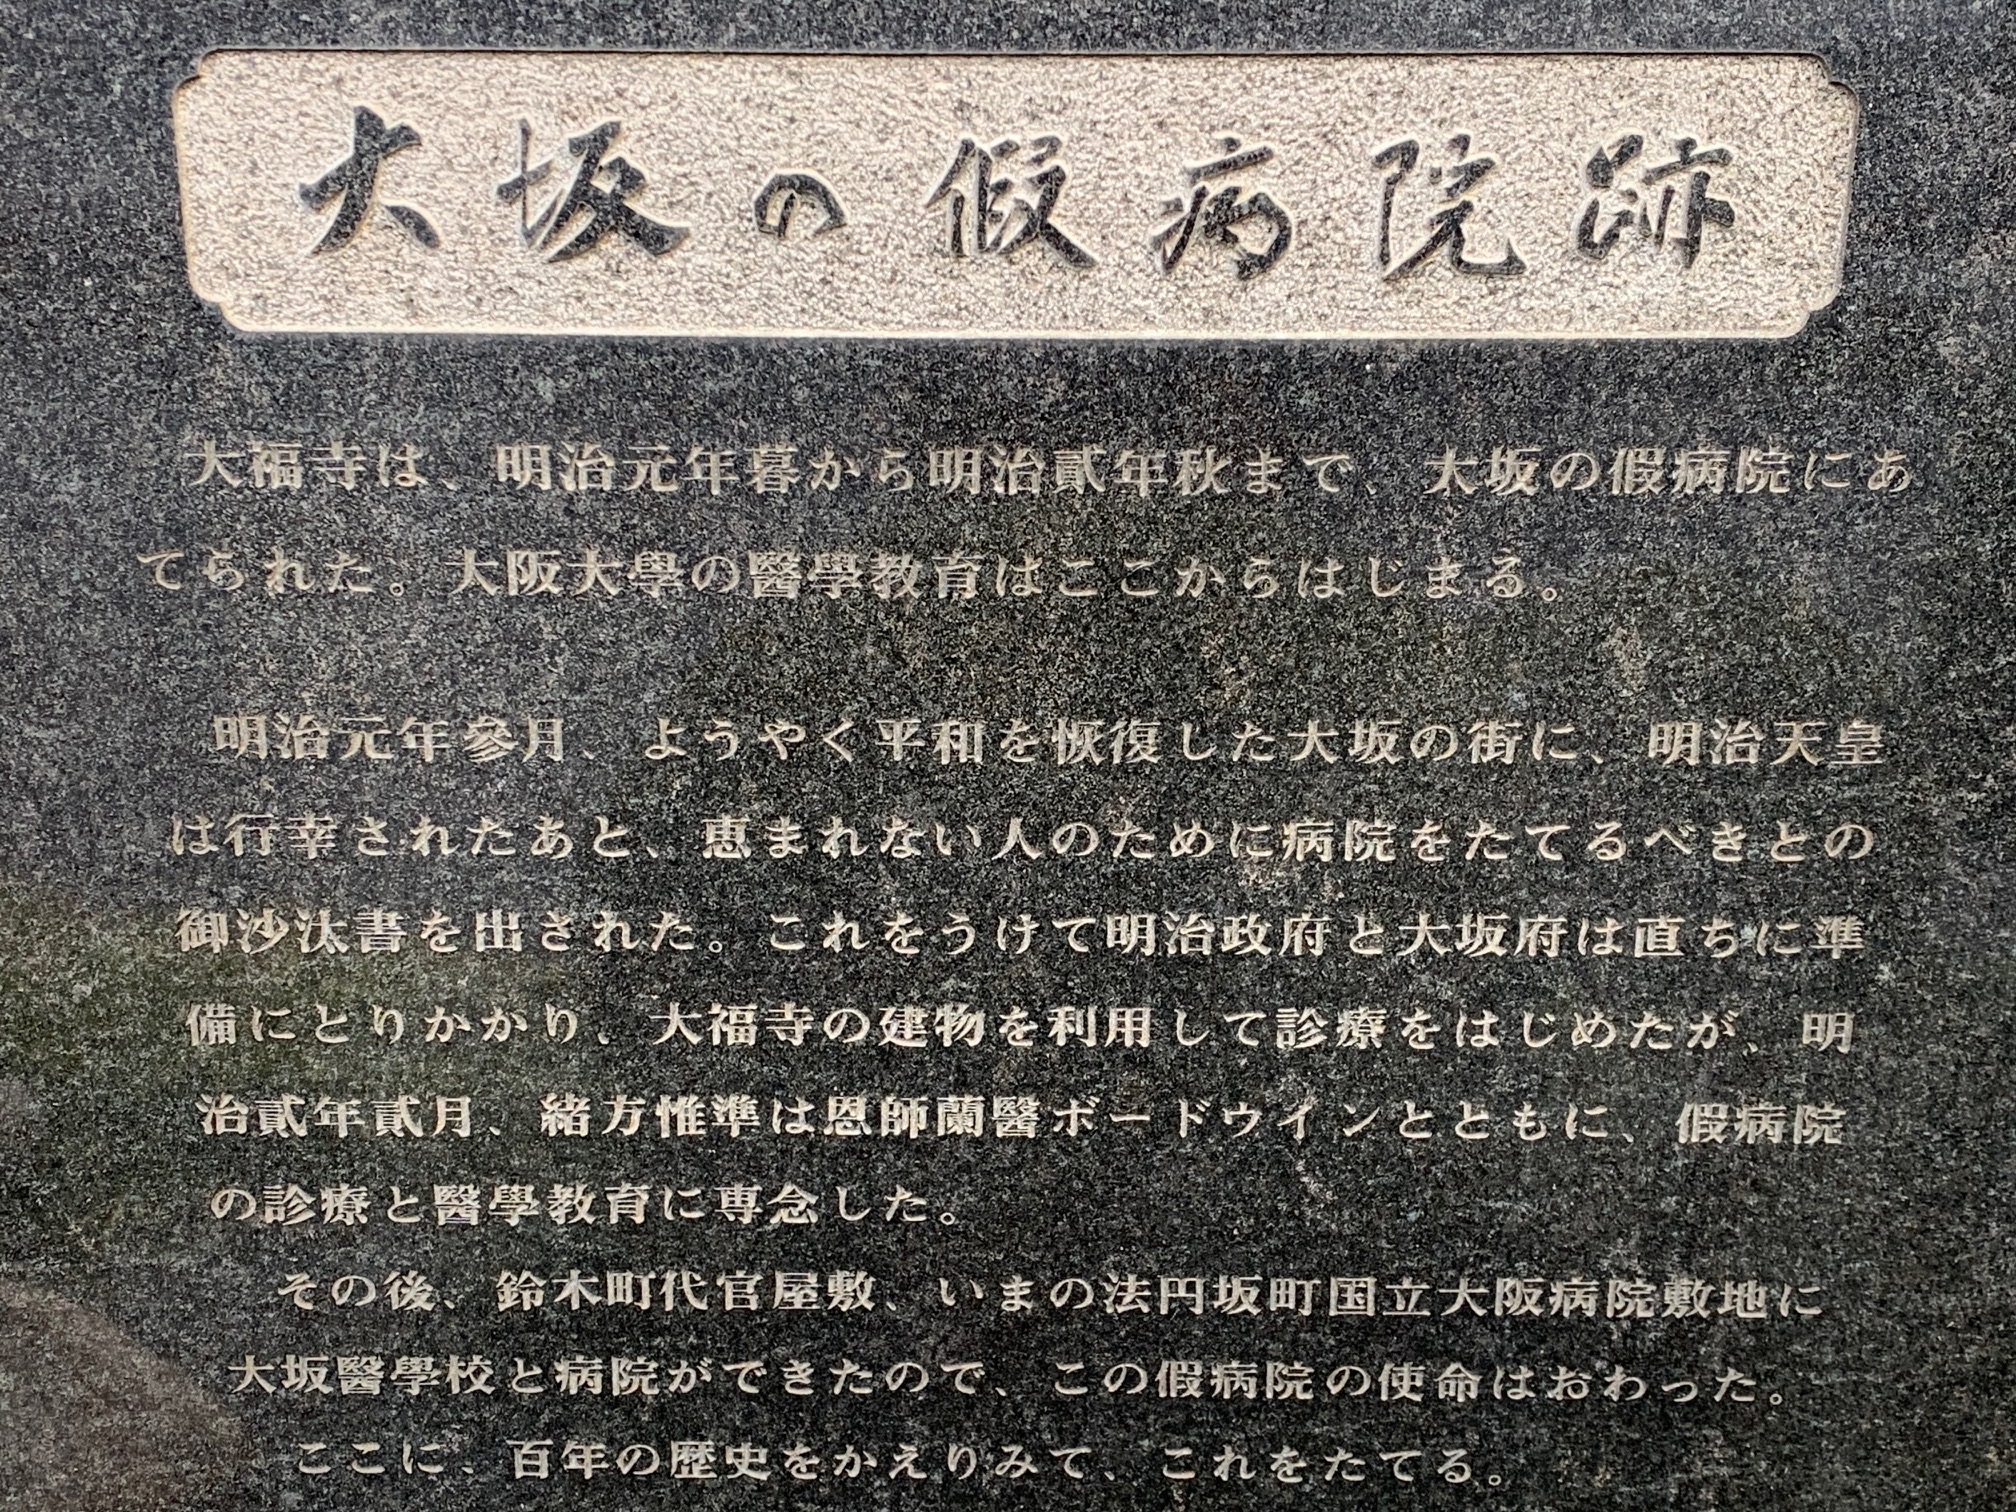 大坂の假病院跡
大福寺は、明治元年暮から明治貳年秋まで、大坂の假病院にあ
てられた。大阪大學の醫學教育はここからはじまる。
明治元年參月、ようやく平和を恢復した大坂の街に、明治天皇
は行幸されたあと、恵まれない人のために病院をたてるべきとの
御沙汰書を出された。これをうけて明治政府と大坂府は直ちに準
備にとりかかり、大福寺の建物を利用して診療をはじめたが、明
治貳年貳月、緒方惟準は恩師蘭醫ボードウインとともに、假病院
の診療と醫學教育に専念した。
その後、鈴木町代官屋敷、いまの法円坂町国立大阪病院敷地に
大坂醫學校と病院ができたので、この假病院の使命はおわった。
ここに、百年の歴史をかえりみて、これをたてる。